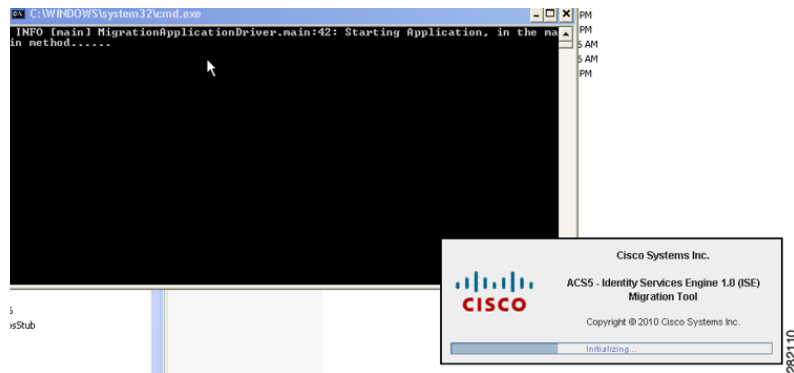 C:\WINDOWS\system32\cmd.exe
PM
INFO [main] MigrationApplicationDriver.main:42: Starting Application, in the ma
in method......
PM
AM
5 AM
PM
Cisco Systems Inc.
ACS5 - Identity Services Engine 1.0 (ISE)
Migration Tool
CISCO
Copyright © 2010 Cisco Systems Inc.
Initializing...
sStub
282110